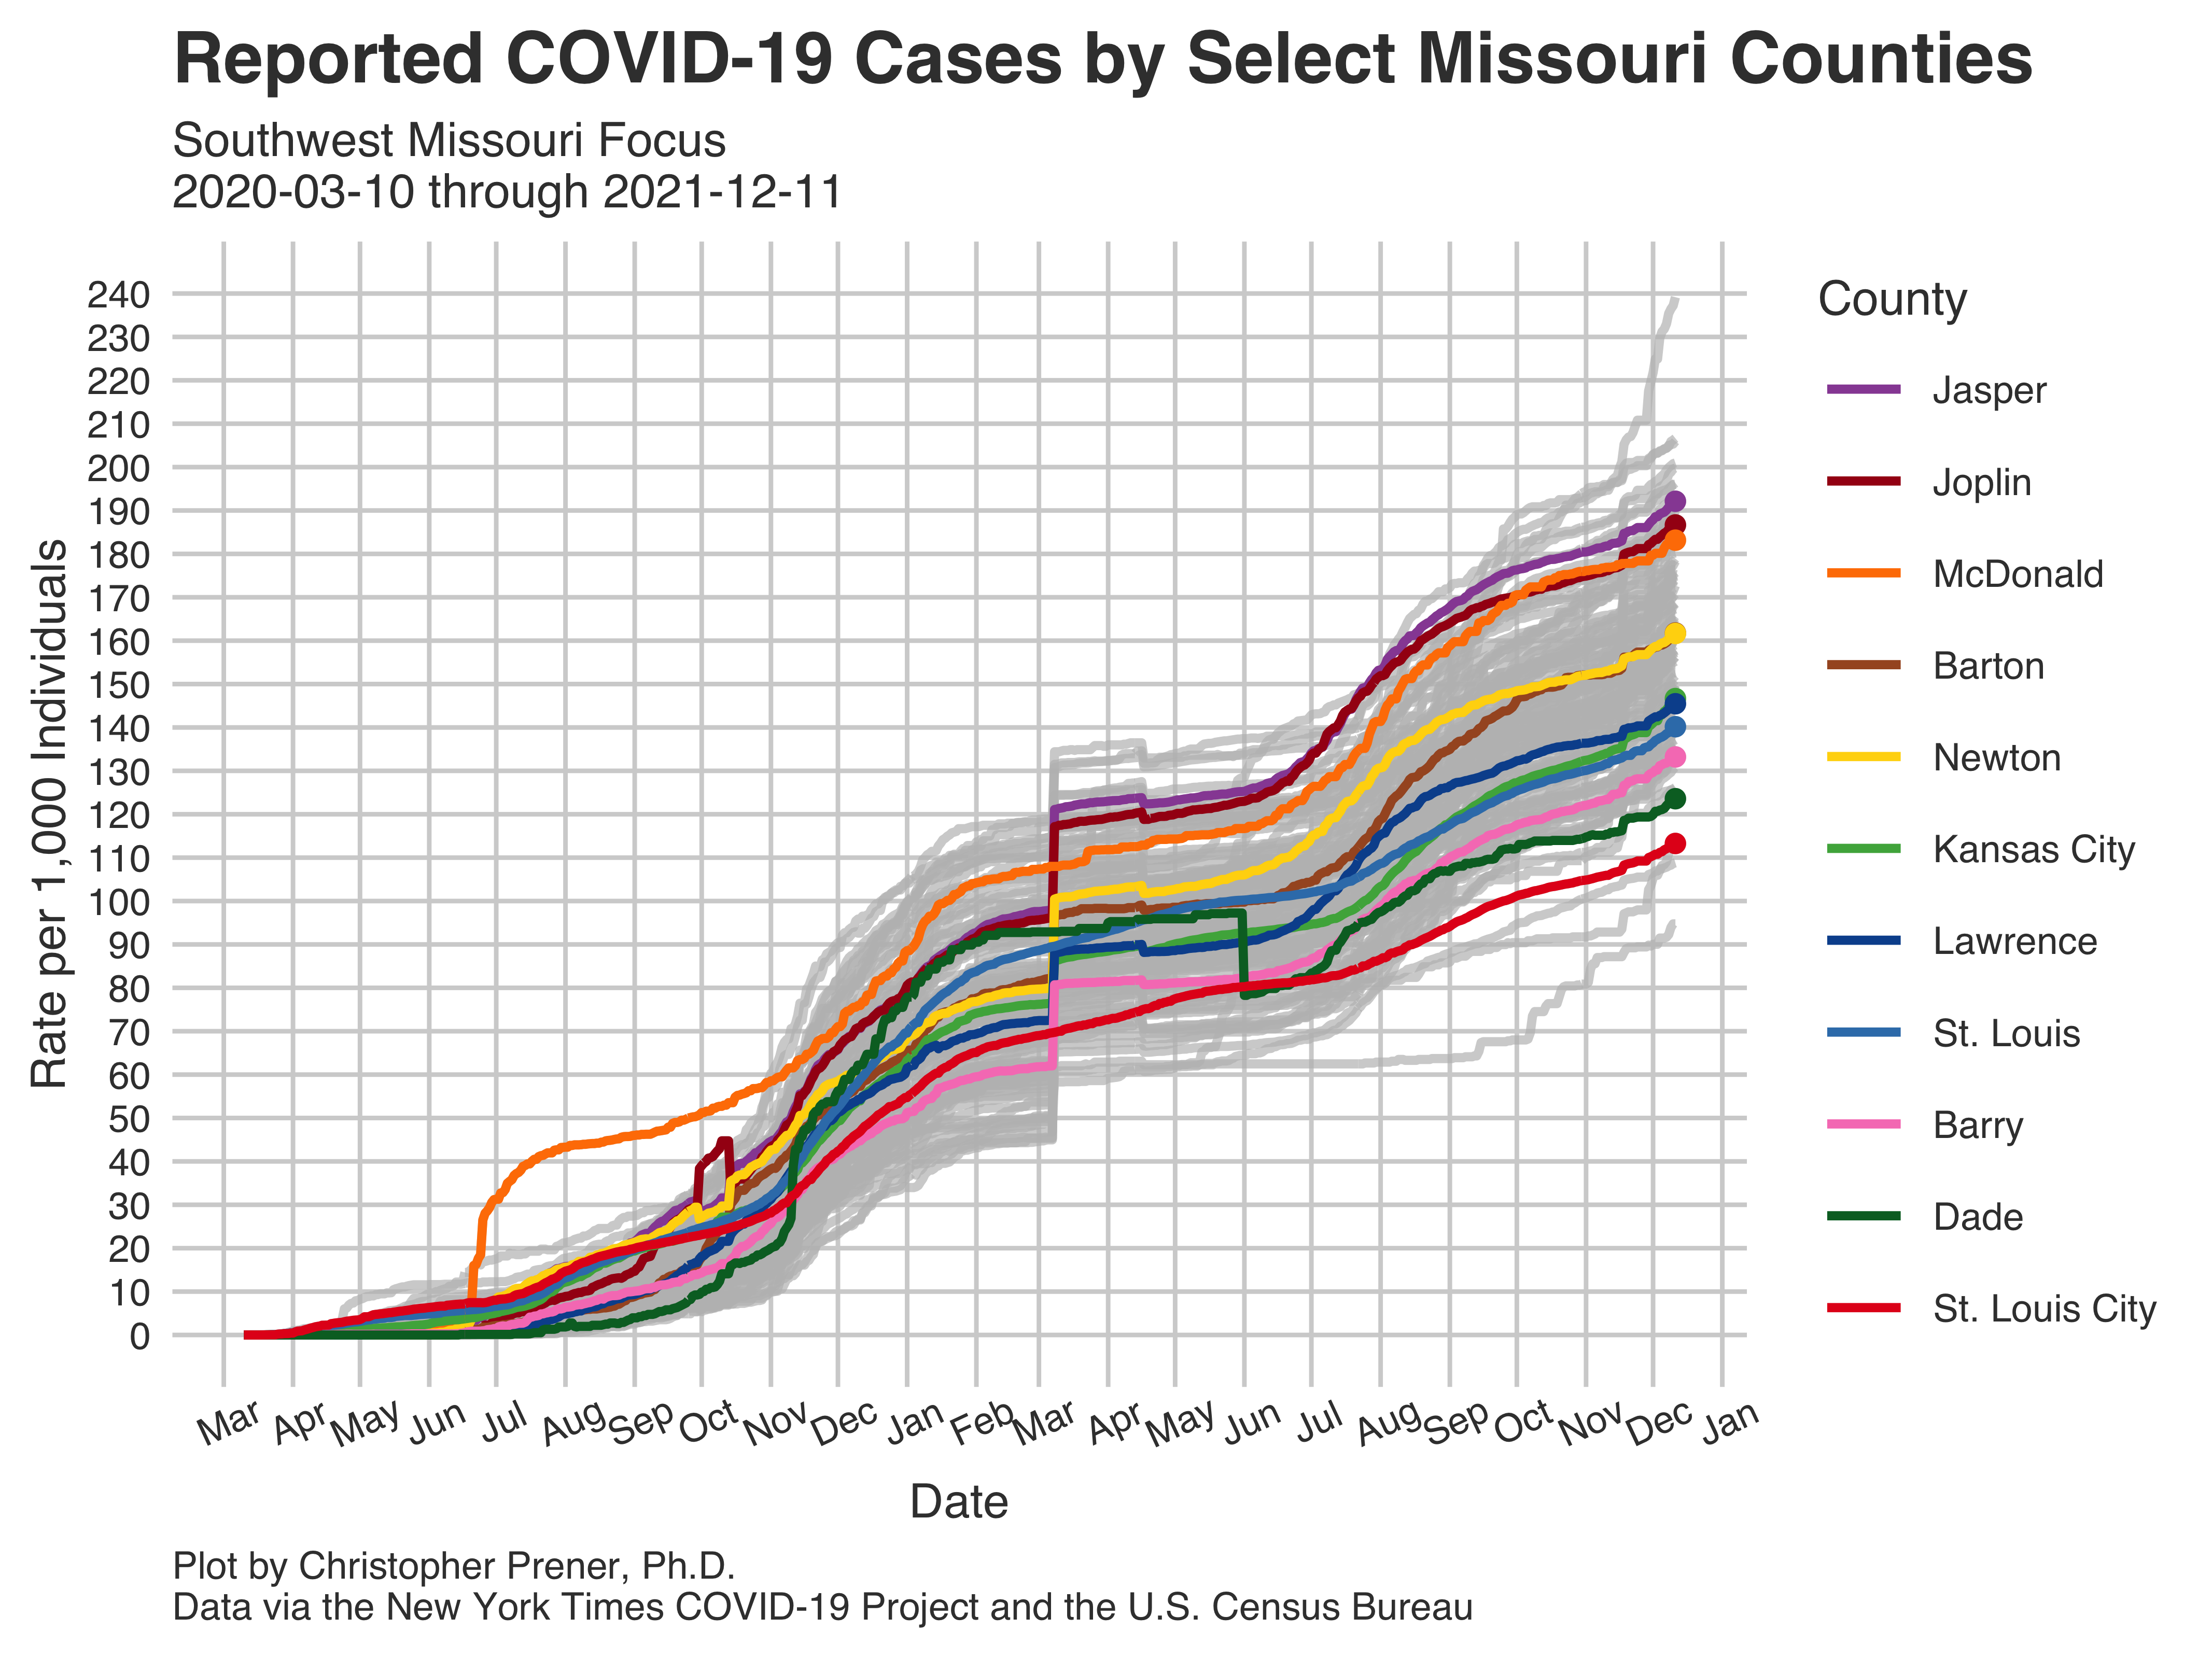 Reported COVID-19 Cases by Select Missouri Counties
Southwest Missouri Focus
2020-03-10 through 2021-12-11
Rate per 1,000 Individuals
240
230
220
210
200
190
180
170
160
150
140
130
120
110
100
90
80
70
60
50
40
30
20
10
0
Mar Apr May Jun Jul Aug Sep Oct Nov Dec Jan Feb Mar Apr May Jun Jul Aug Sep Oct Nov Dec Jan
Date
County
Jasper
Joplin
McDonald
Barton
Newton
Kansas City
Lawrence
St. Louis
Barry
Dade
St. Louis City
Plot by Christopher Prener, Ph.D.
Data via the New York Times COVID-19 Project and the U.S. Census Bureau